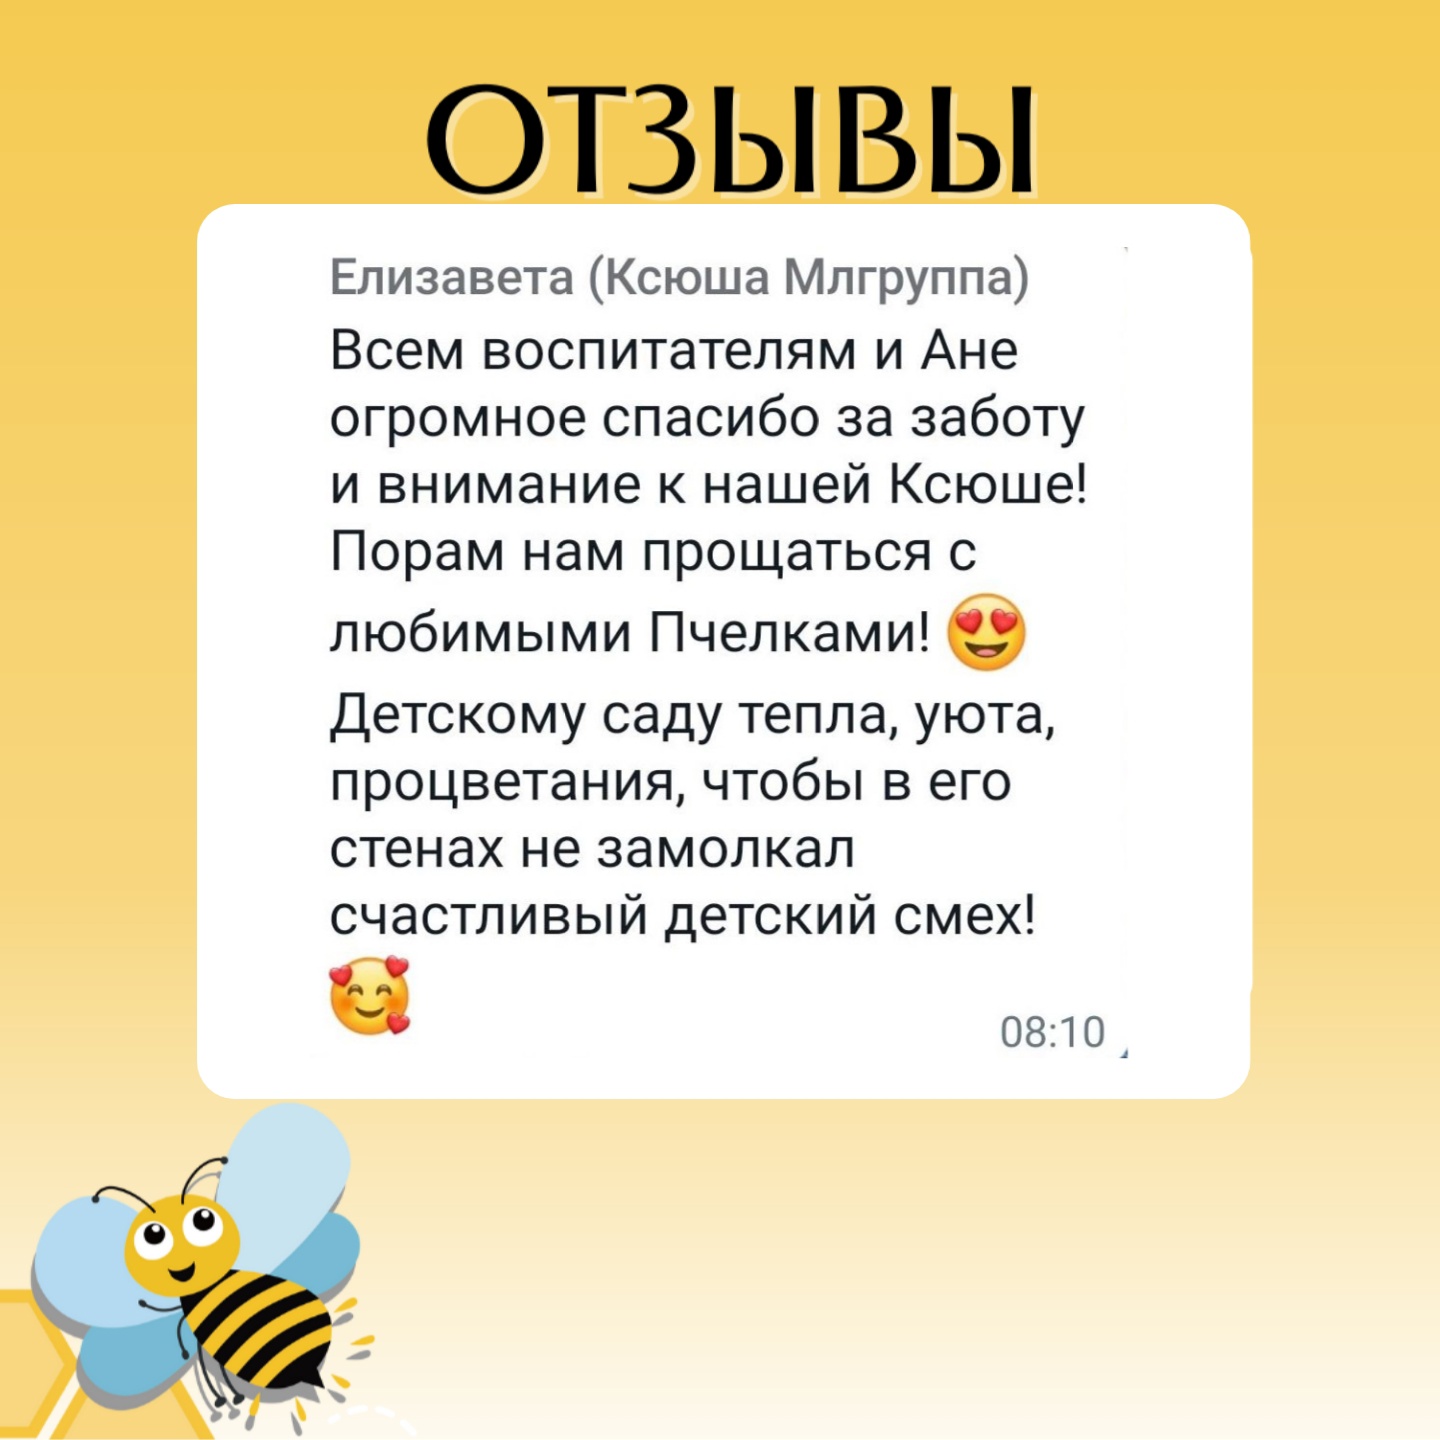 ОТЗЫВЫ
Елизавета (Ксюша Млгруппа)
Всем воспитателям и Ане
огромное спасибо за заботу
и внимание к нашей Ксюше!
Порам нам прощаться с
любимыми Пчелками! 😍
Детскому саду тепла, уюта,
процветания, чтобы в его
стенах не замолкал
счастливый детский смех!
🥰
08:10